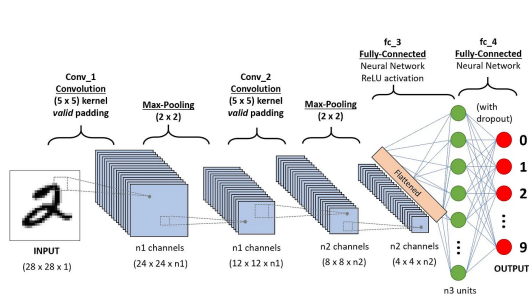 fc_3
Fully-Connected
Neural Network
ReLU activation
fc_4
Fully-Connected
Neural Network
Conv_1
Convolution
(5 x 5) kernel
valid padding
Max-Pooling
(2 x 2)
Conv_2
Convolution
(5 x 5) kernel
valid padding
Max-Pooling
(2 x 2)
(with
dropout)
Flattened
0
1
2
9
INPUT
(28 x 28 x 1)
n1 channels
(24 x 24 x n1)
n1 channels
(12 x 12 x n1)
n2 channels
(8 x 8 x n2)
n2 channels
(4 x 4 x n2)
n3 units
OUTPUT
2